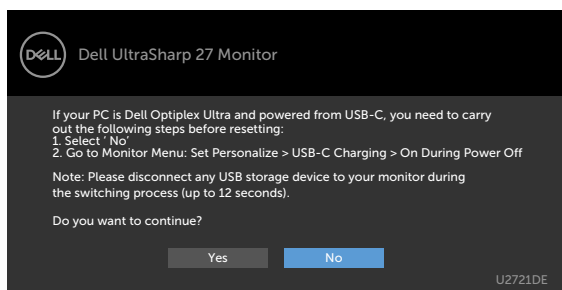 DELL
Dell UltraSharp 27 Monitor
If your PC is Dell Optiplex Ultra and powered from USB-C, you need to carry
out the following steps before resetting:
1. Select ‘ No’
2. Go to Monitor Menu: Set Personalize > USB-C Charging > On During Power Off
Note: Please disconnect any USB storage device to your monitor during
the switching process (up to 12 seconds).
Do you want to continue?
Yes No
U2721DE